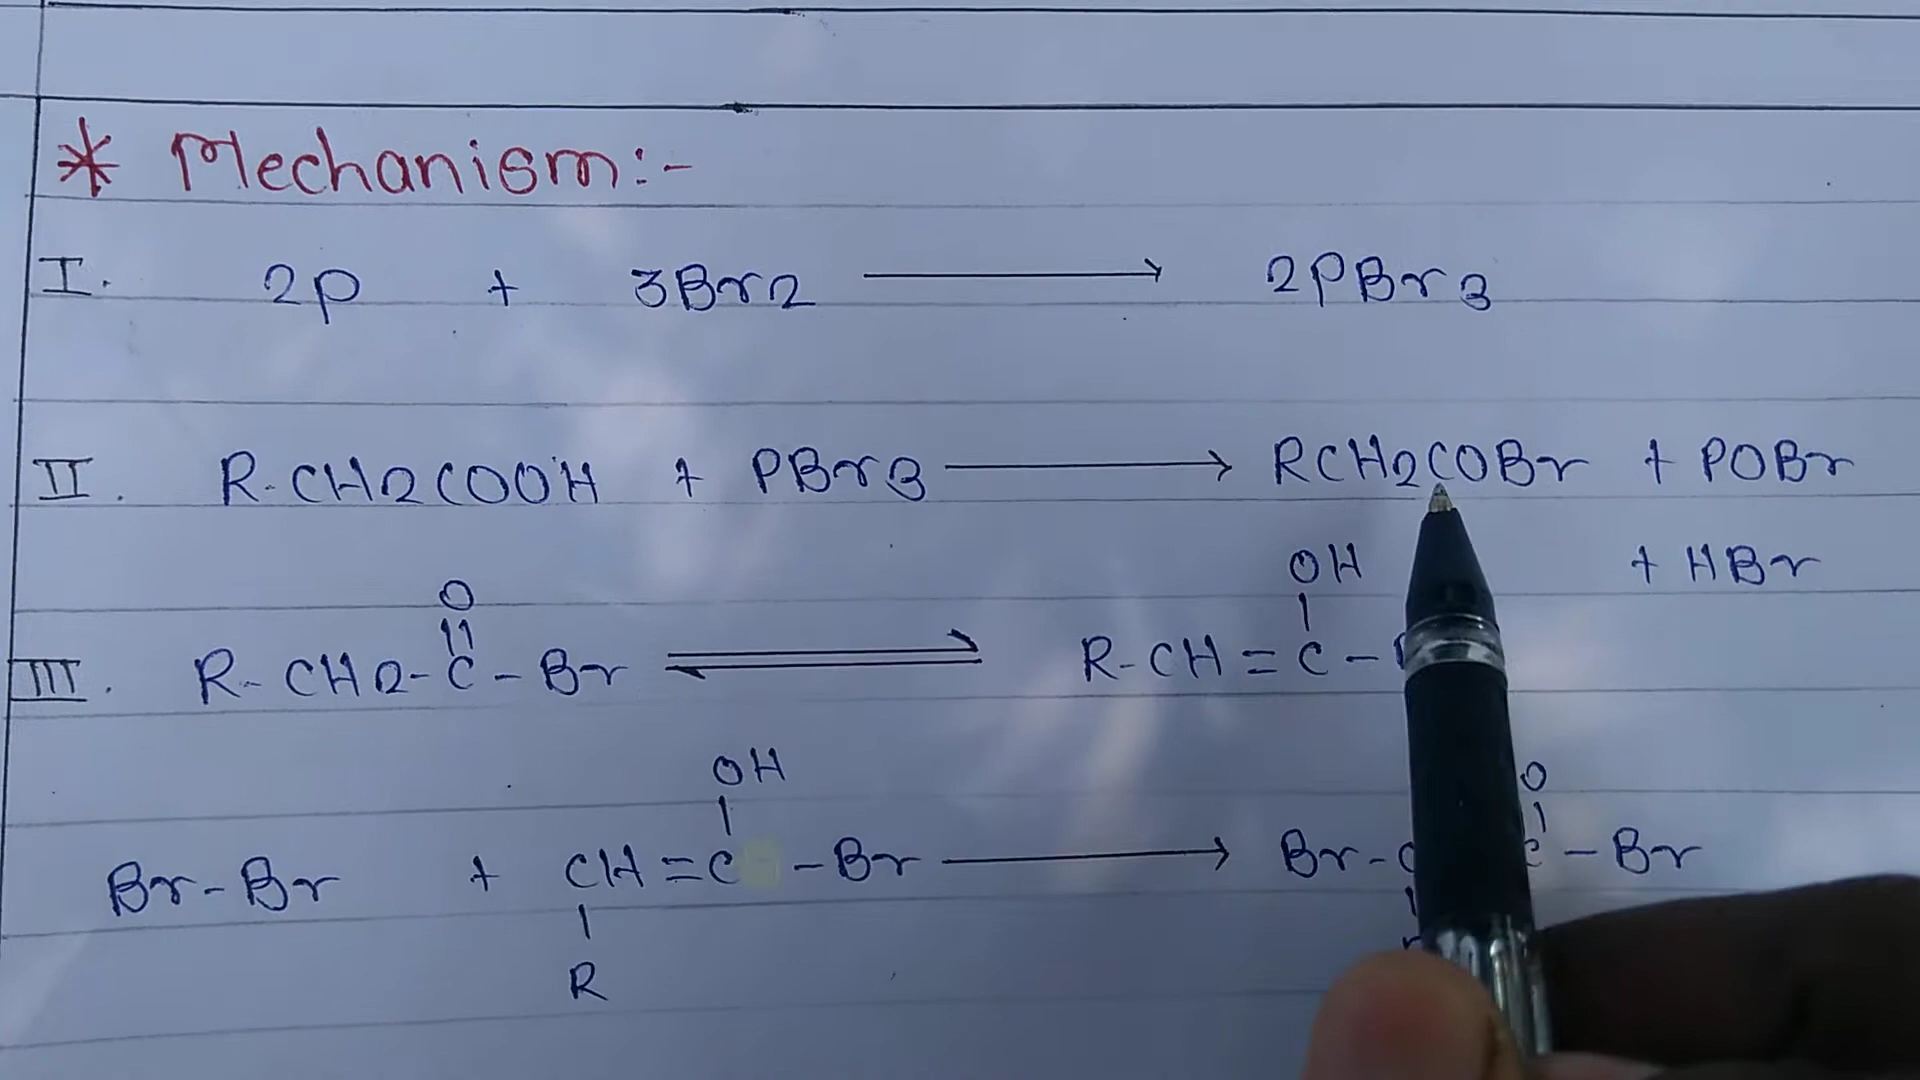 * Mechanism:-
I. 2P + 3Br2 ⟶ 2PBr3
II. R-CH2COOH + PBr3 ⟶ RCH2COBr + POBr
OH + HBr
O
III. R-CH2-C-Br ⇌ R-CH=C-
OH O
Br-Br + CH=C-Br ⟶ Br-C C-Br
R